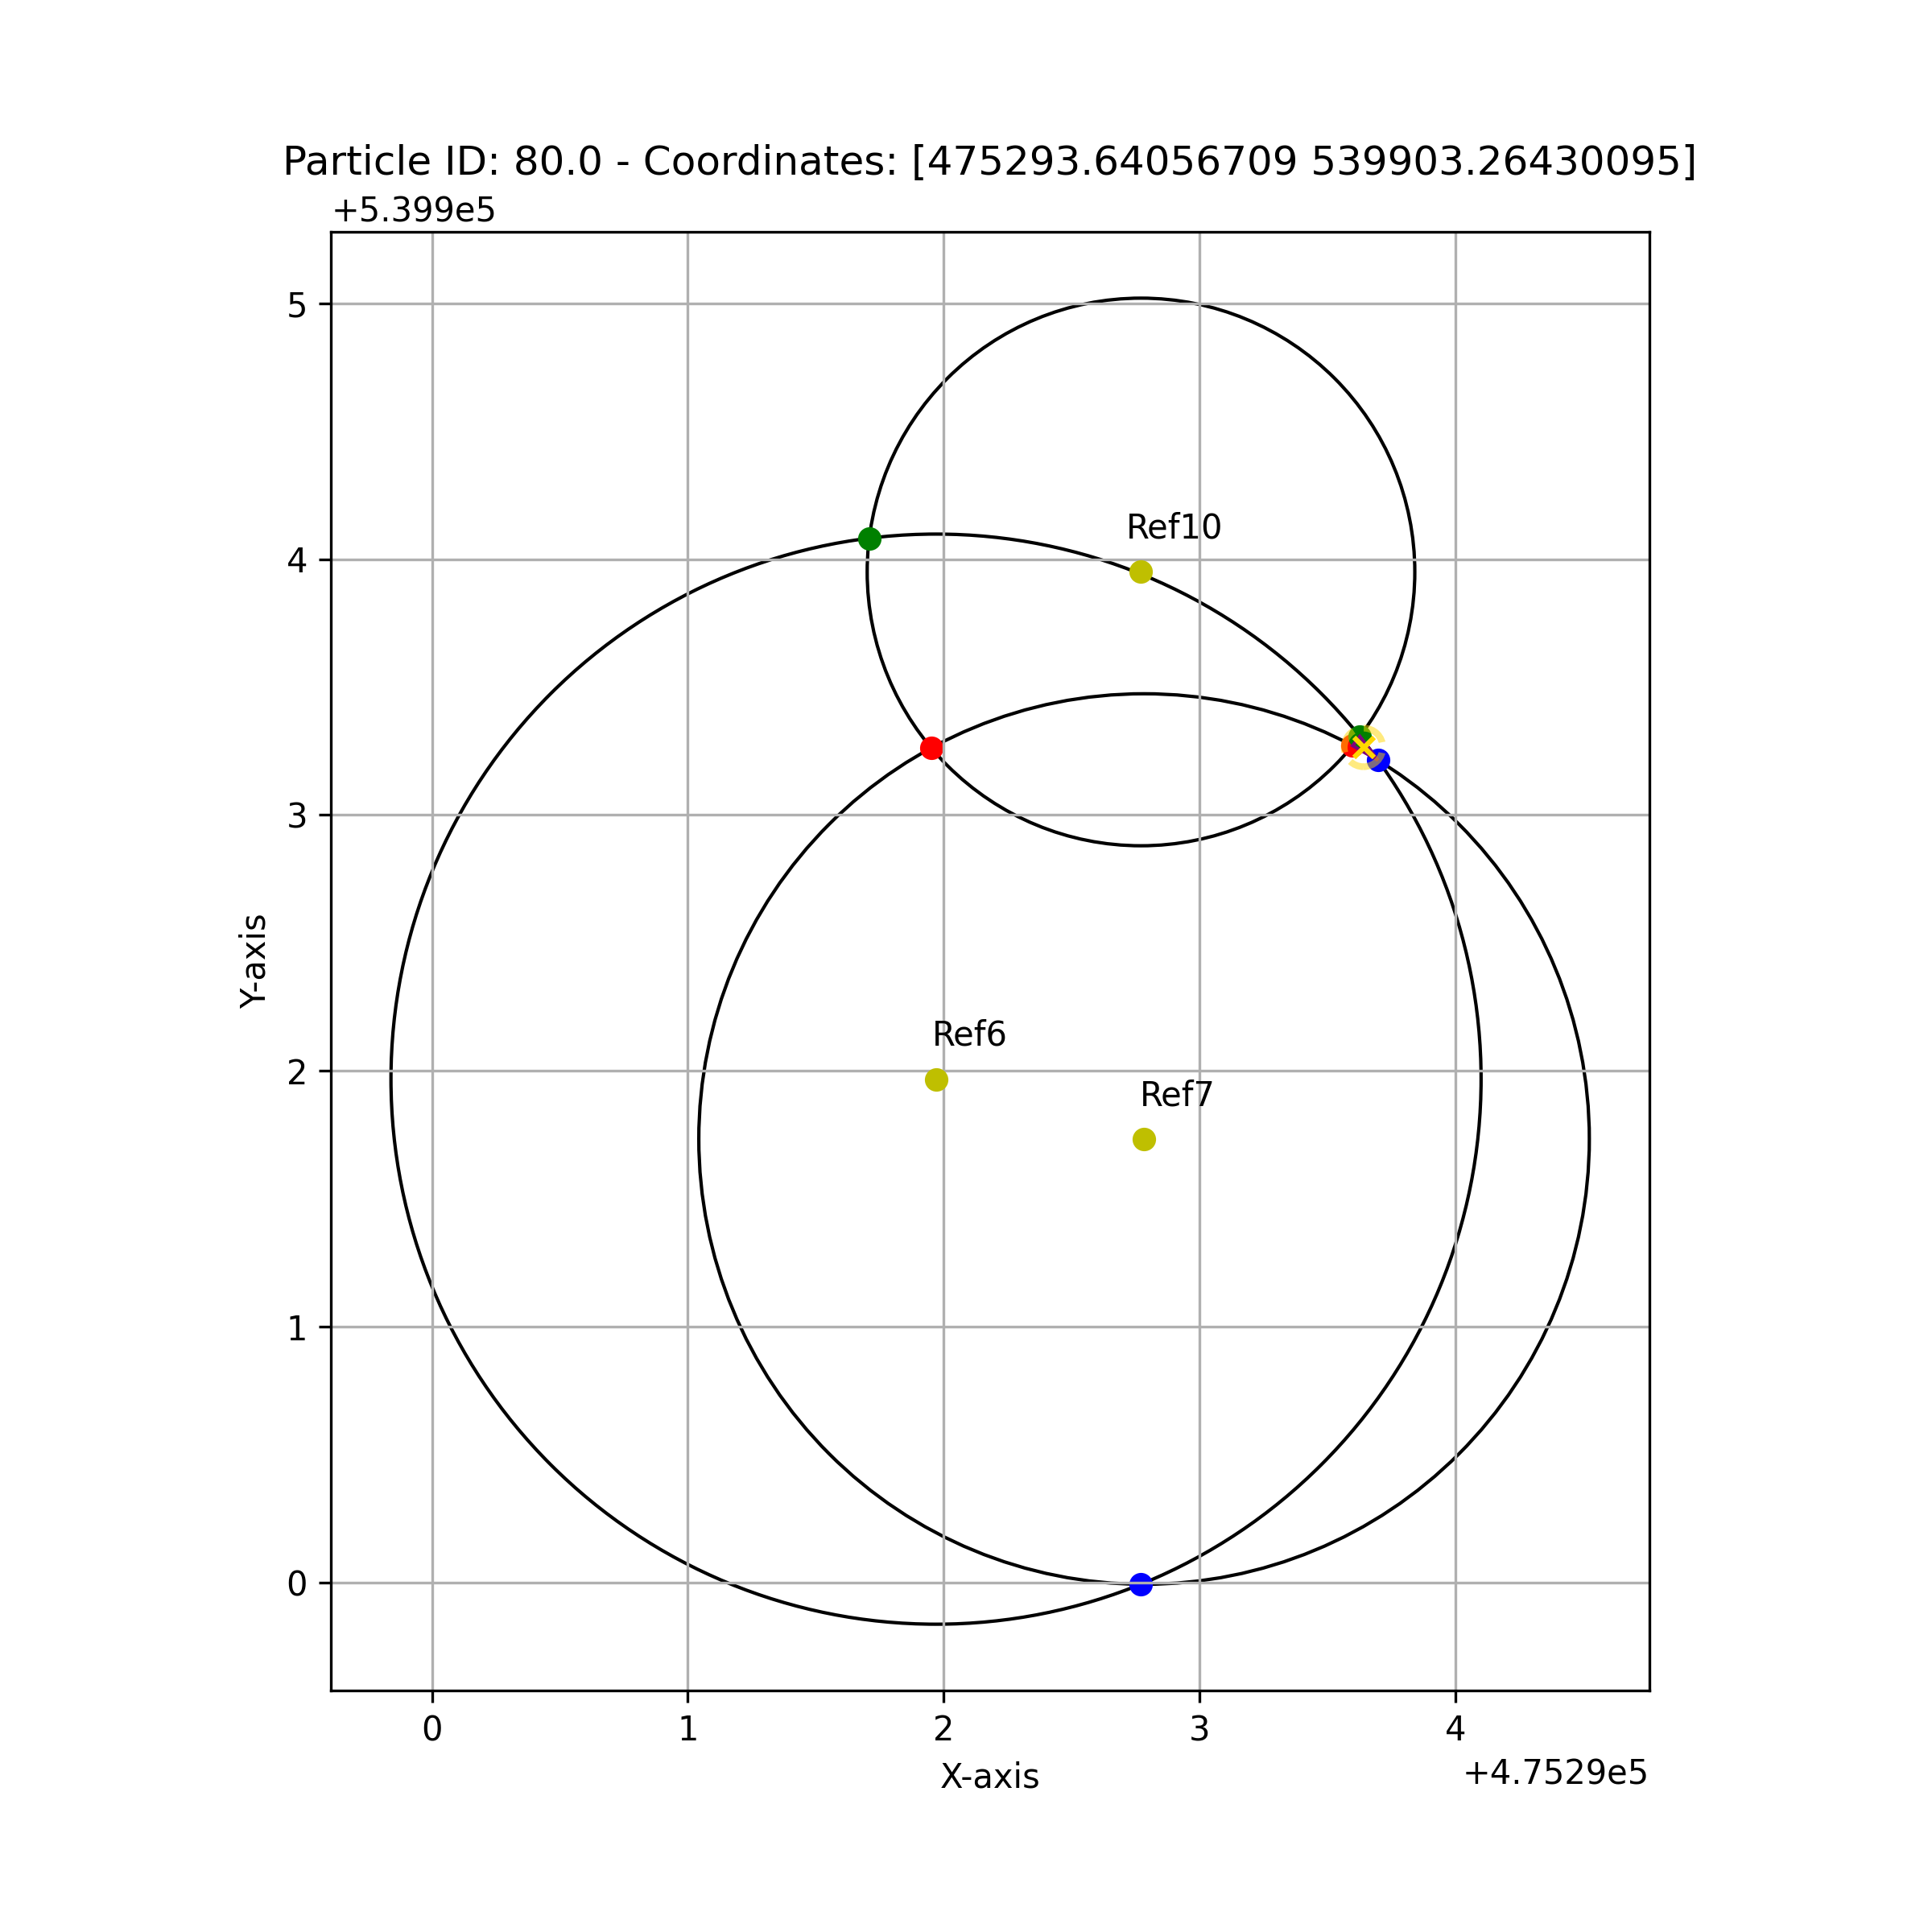 Particle ID: 80.0 - Coordinates: [475293.64056709 539903.26430095]
+5.399e5
5
Ref10
4
3
Y-axis
Ref6
2
Ref7
1
0
0 1 2 3 4
X-axis
+4.7529e5